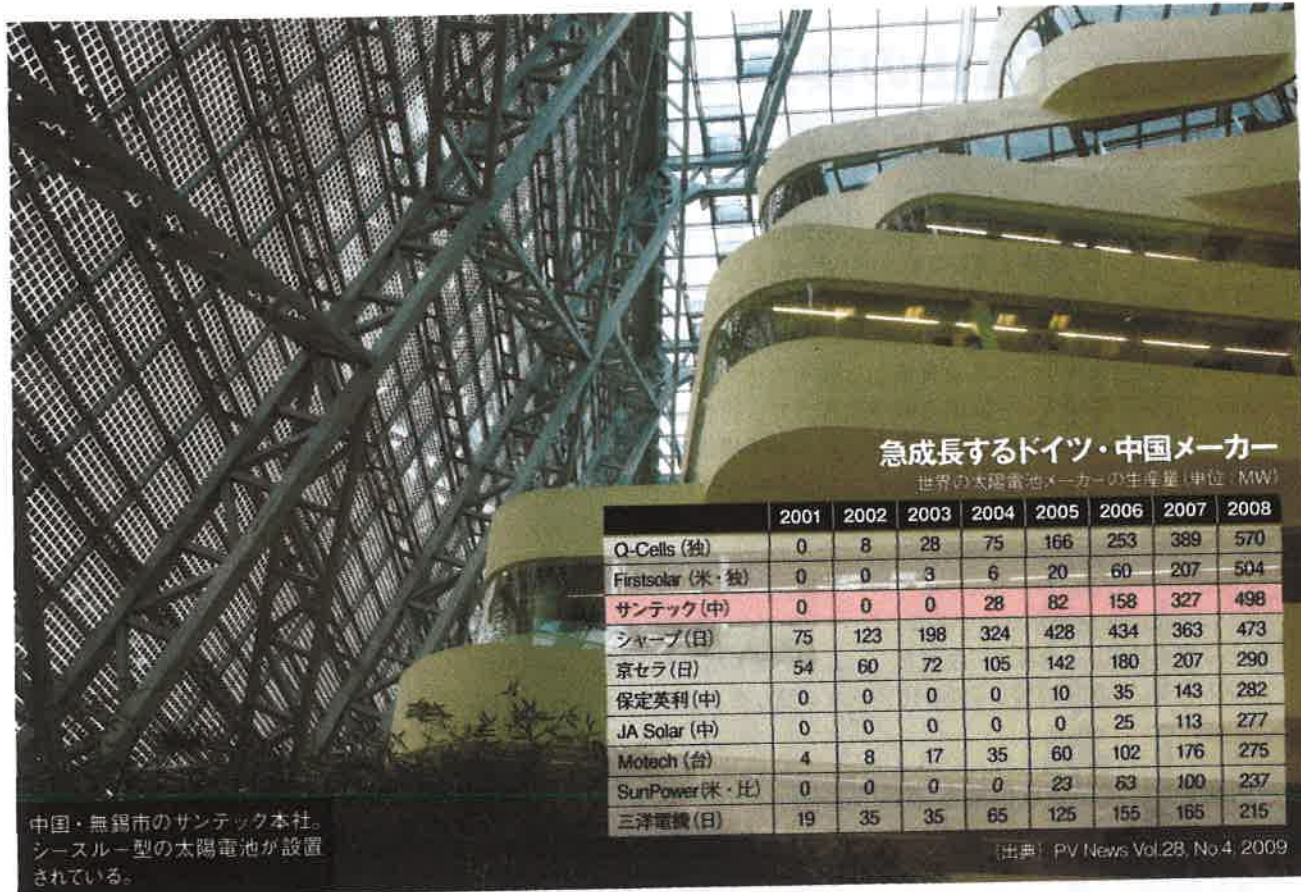 急成長するドイツ・中国メーカー
世界の太陽電池メーカーの生産量(単位:MW)
2001 2002 2003 2004 2005 2006 2007 2008
Q-Cells (独) 0 8 28 75 166 253 389 570
Firstsolar (米・独) 0 0 3 6 20 60 207 504
サンテック(中) 0 0 0 28 82 158 327 498
シャープ(日) 75 123 198 324 428 434 363 473
京セラ(日) 54 60 72 105 142 180 207 290
保定英利(中) 0 0 0 0 10 35 143 282
JA Solar (中) 0 0 0 0 0 25 113 277
Motech (台) 4 8 17 35 60 102 176 275
SunPower(米・比) 0 0 0 0 23 63 100 237
三洋電機(日) 19 35 35 65 125 155 165 215
〔出典〕PV News Vol.28, No.4, 2009
中国・無錫市のサンテック本社。
シースルー型の太陽電池が設置
されている。